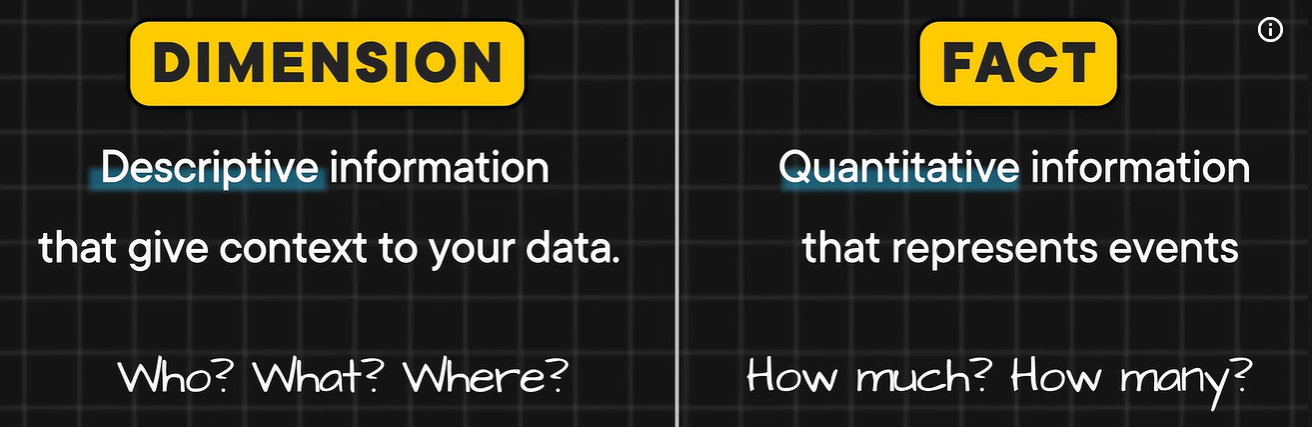 DIMENSION
Descriptive information
that give context to your data.
Who? What? Where?
FACT
Quantitative information
that represents events
How much? How many?